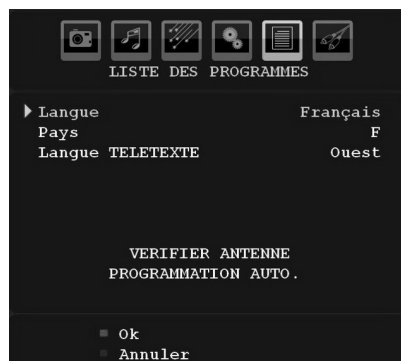 LISTE DES PROGRAMMES
Langue Français
Pays F
Langue TELETEXTE Ouest
VERIFIER ANTENNE
PROGRAMMATION AUTO.
Ok
Annuler